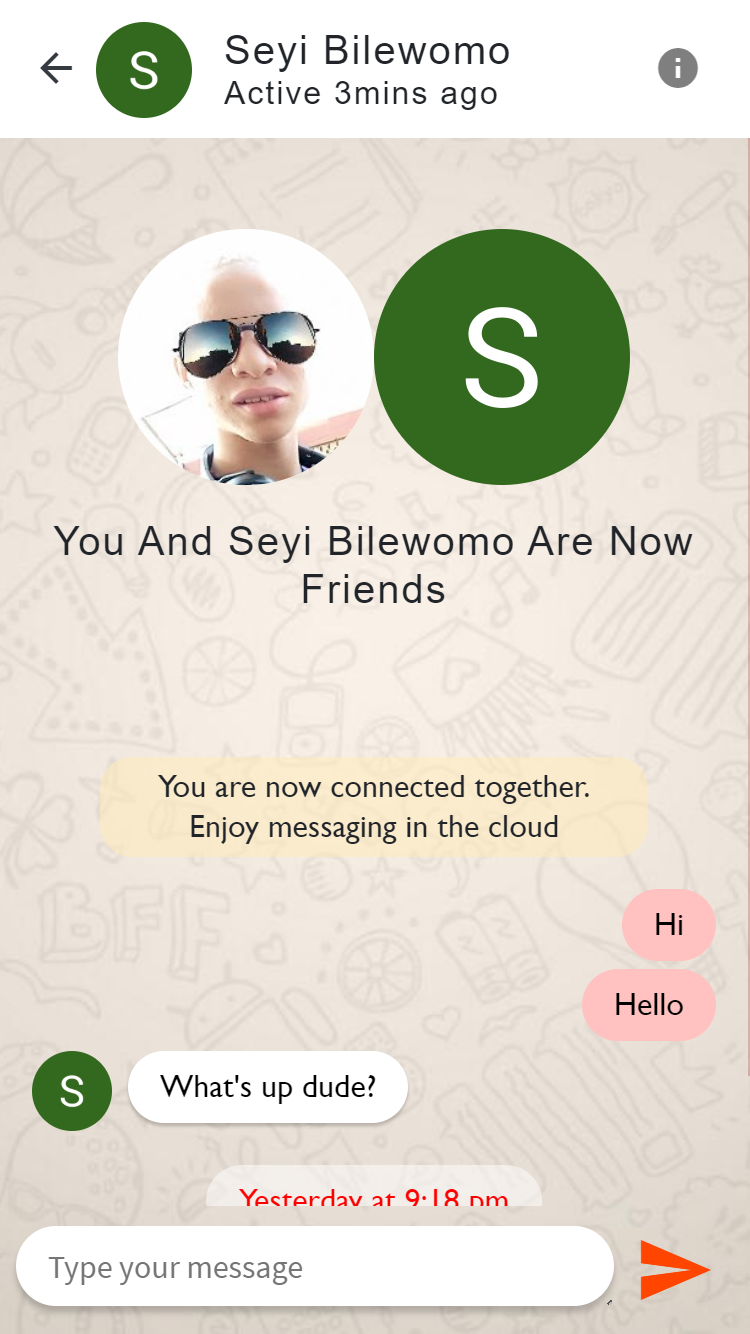 S
Seyi Bilewomo
Active 3mins ago
S
You And Seyi Bilewomo Are Now
Friends
You are now connected together.
Enjoy messaging in the cloud
BFF
Hi
Hello
S
What's up dude?
Yesterday at 9:18 pm
Type your message